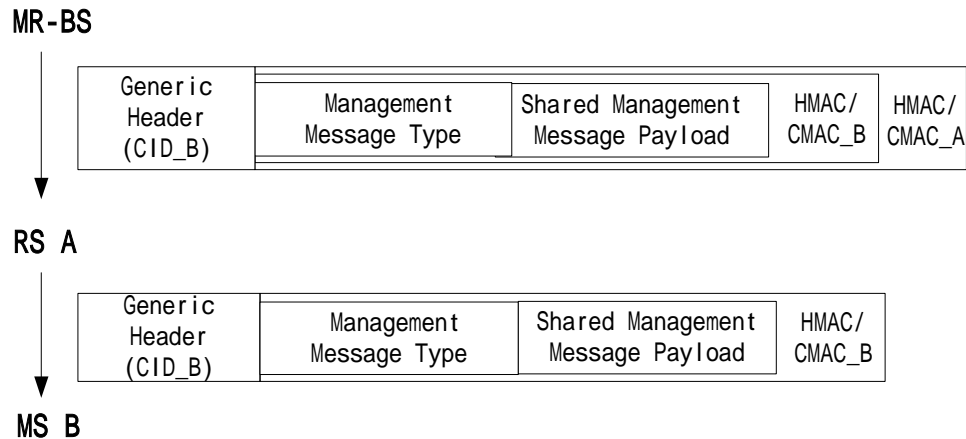 MR-BS
Generic
Header
(CID_B)
Management
Message Type
Shared Management
Message Payload
HMAC/
CMAC_B
HMAC/
CMAC_A
RS A
Generic
Header
(CID_B)
Management
Message Type
Shared Management
Message Payload
HMAC/
CMAC_B
MS B